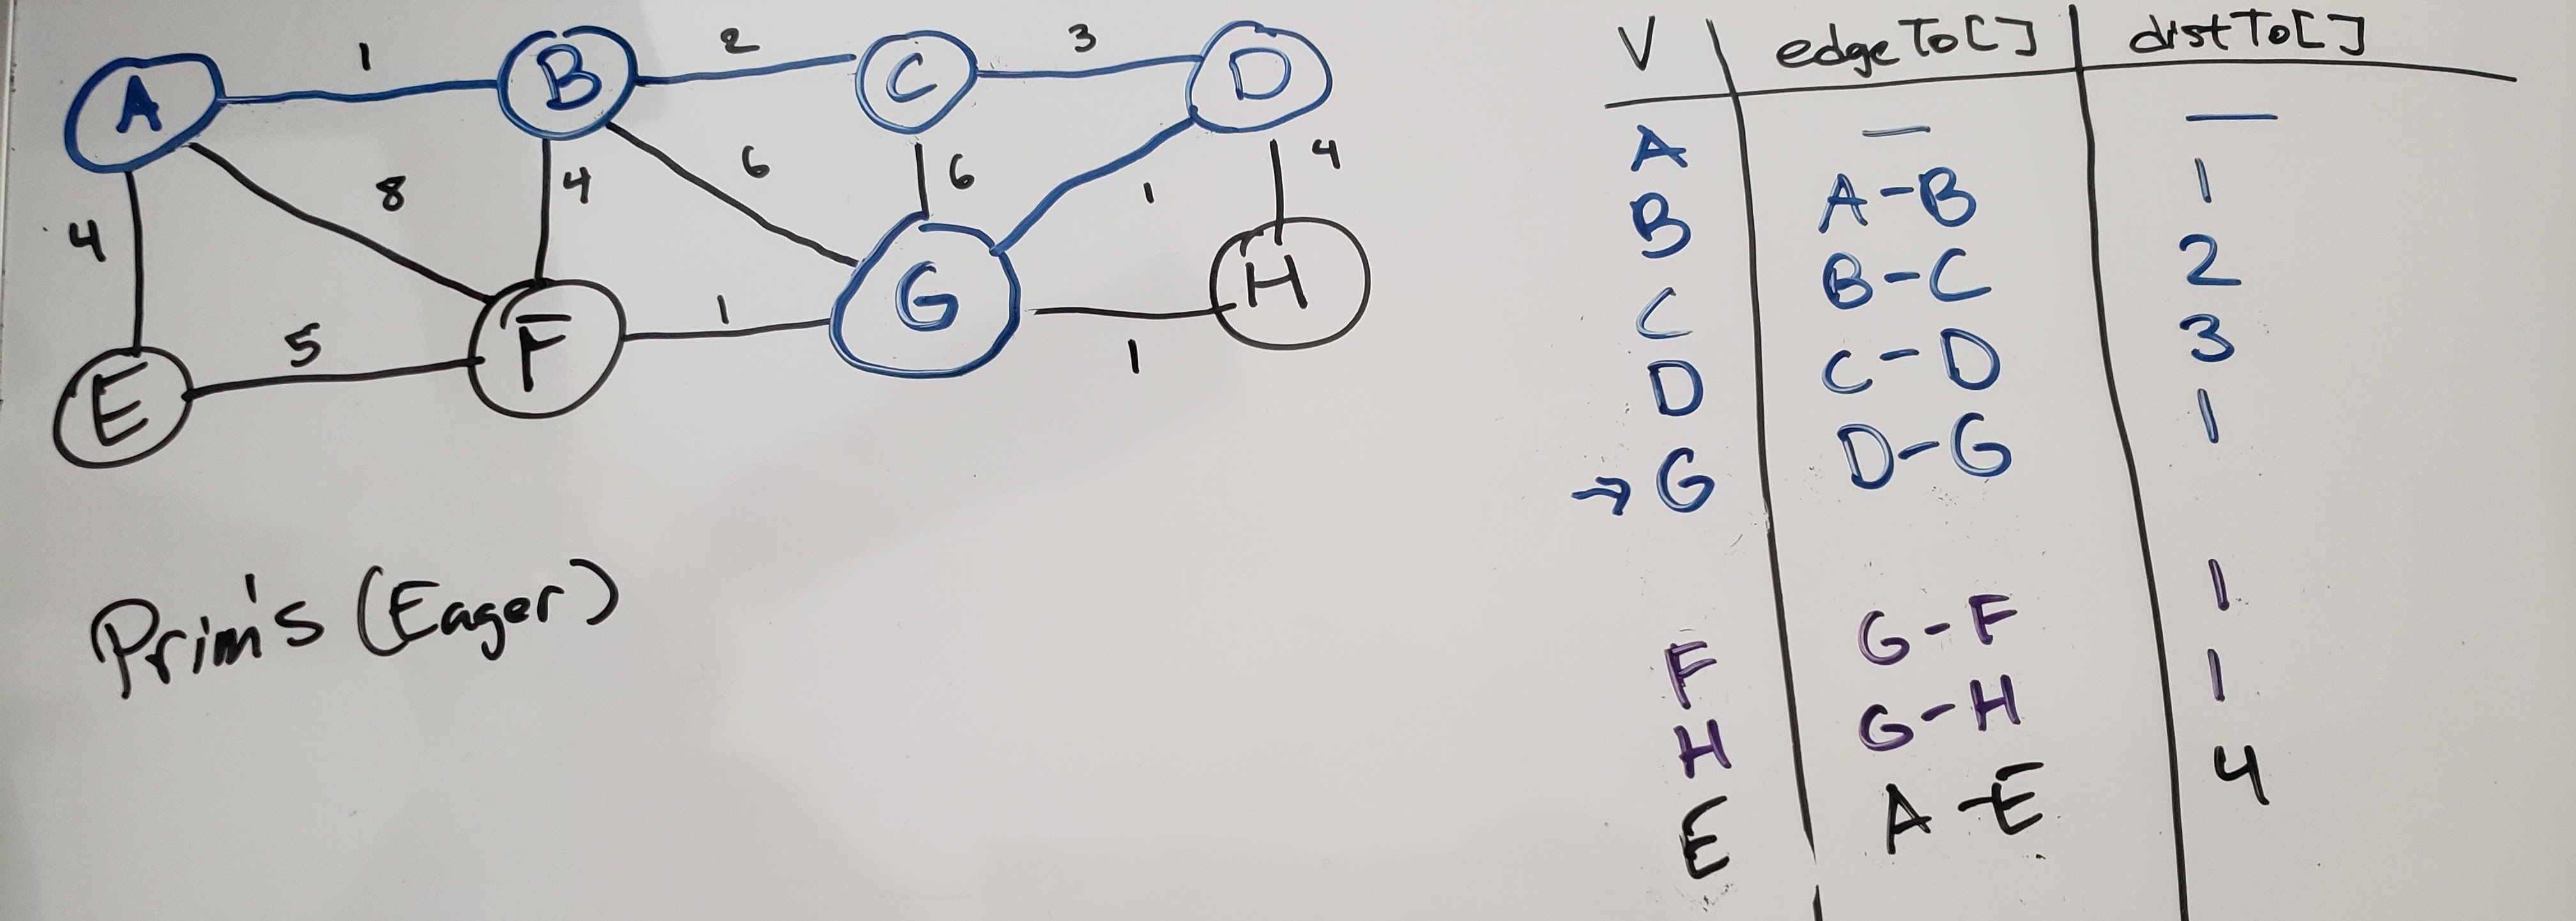 1 2 3
A B C D
8 6 6 1 4
4 4
G H
F 1
5 1
E
Prim's (Eager)
V edgeTo[] distTo[]
A — —
B A-B 1
C B-C 2
D C-D 3
→ G D-G 1
F G-F 1
H G-H 1
E A-E 4